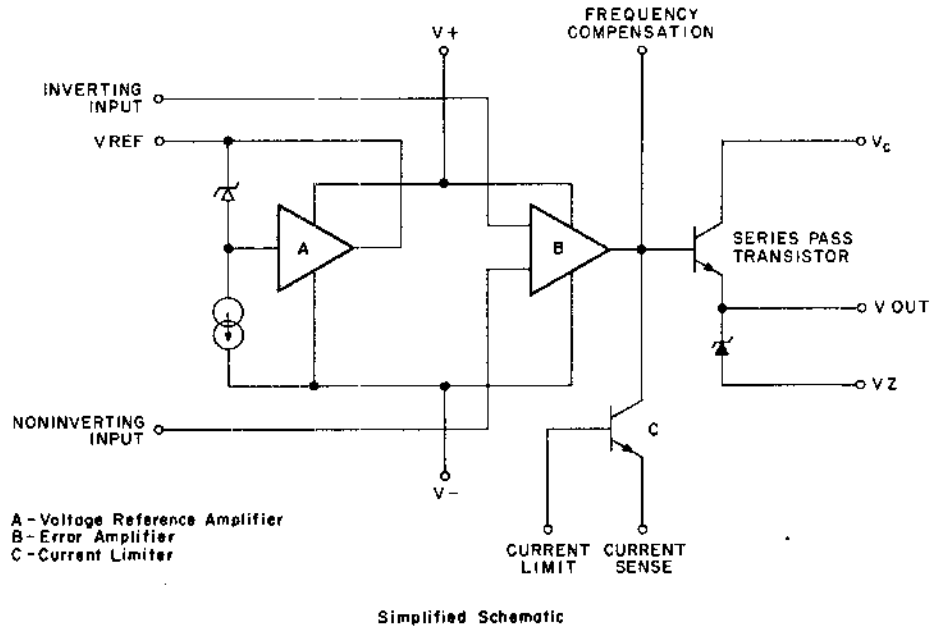 FREQUENCY
COMPENSATION
V+
INVERTING
INPUT
VREF
Vc
A
B
SERIES PASS
TRANSISTOR
V OUT
VZ
NONINVERTING
INPUT
C
V-
A-Voltage Reference Amplifier
B-Error Amplifier
C-Current Limiter
CURRENT
LIMIT
CURRENT
SENSE
Simplified Schematic